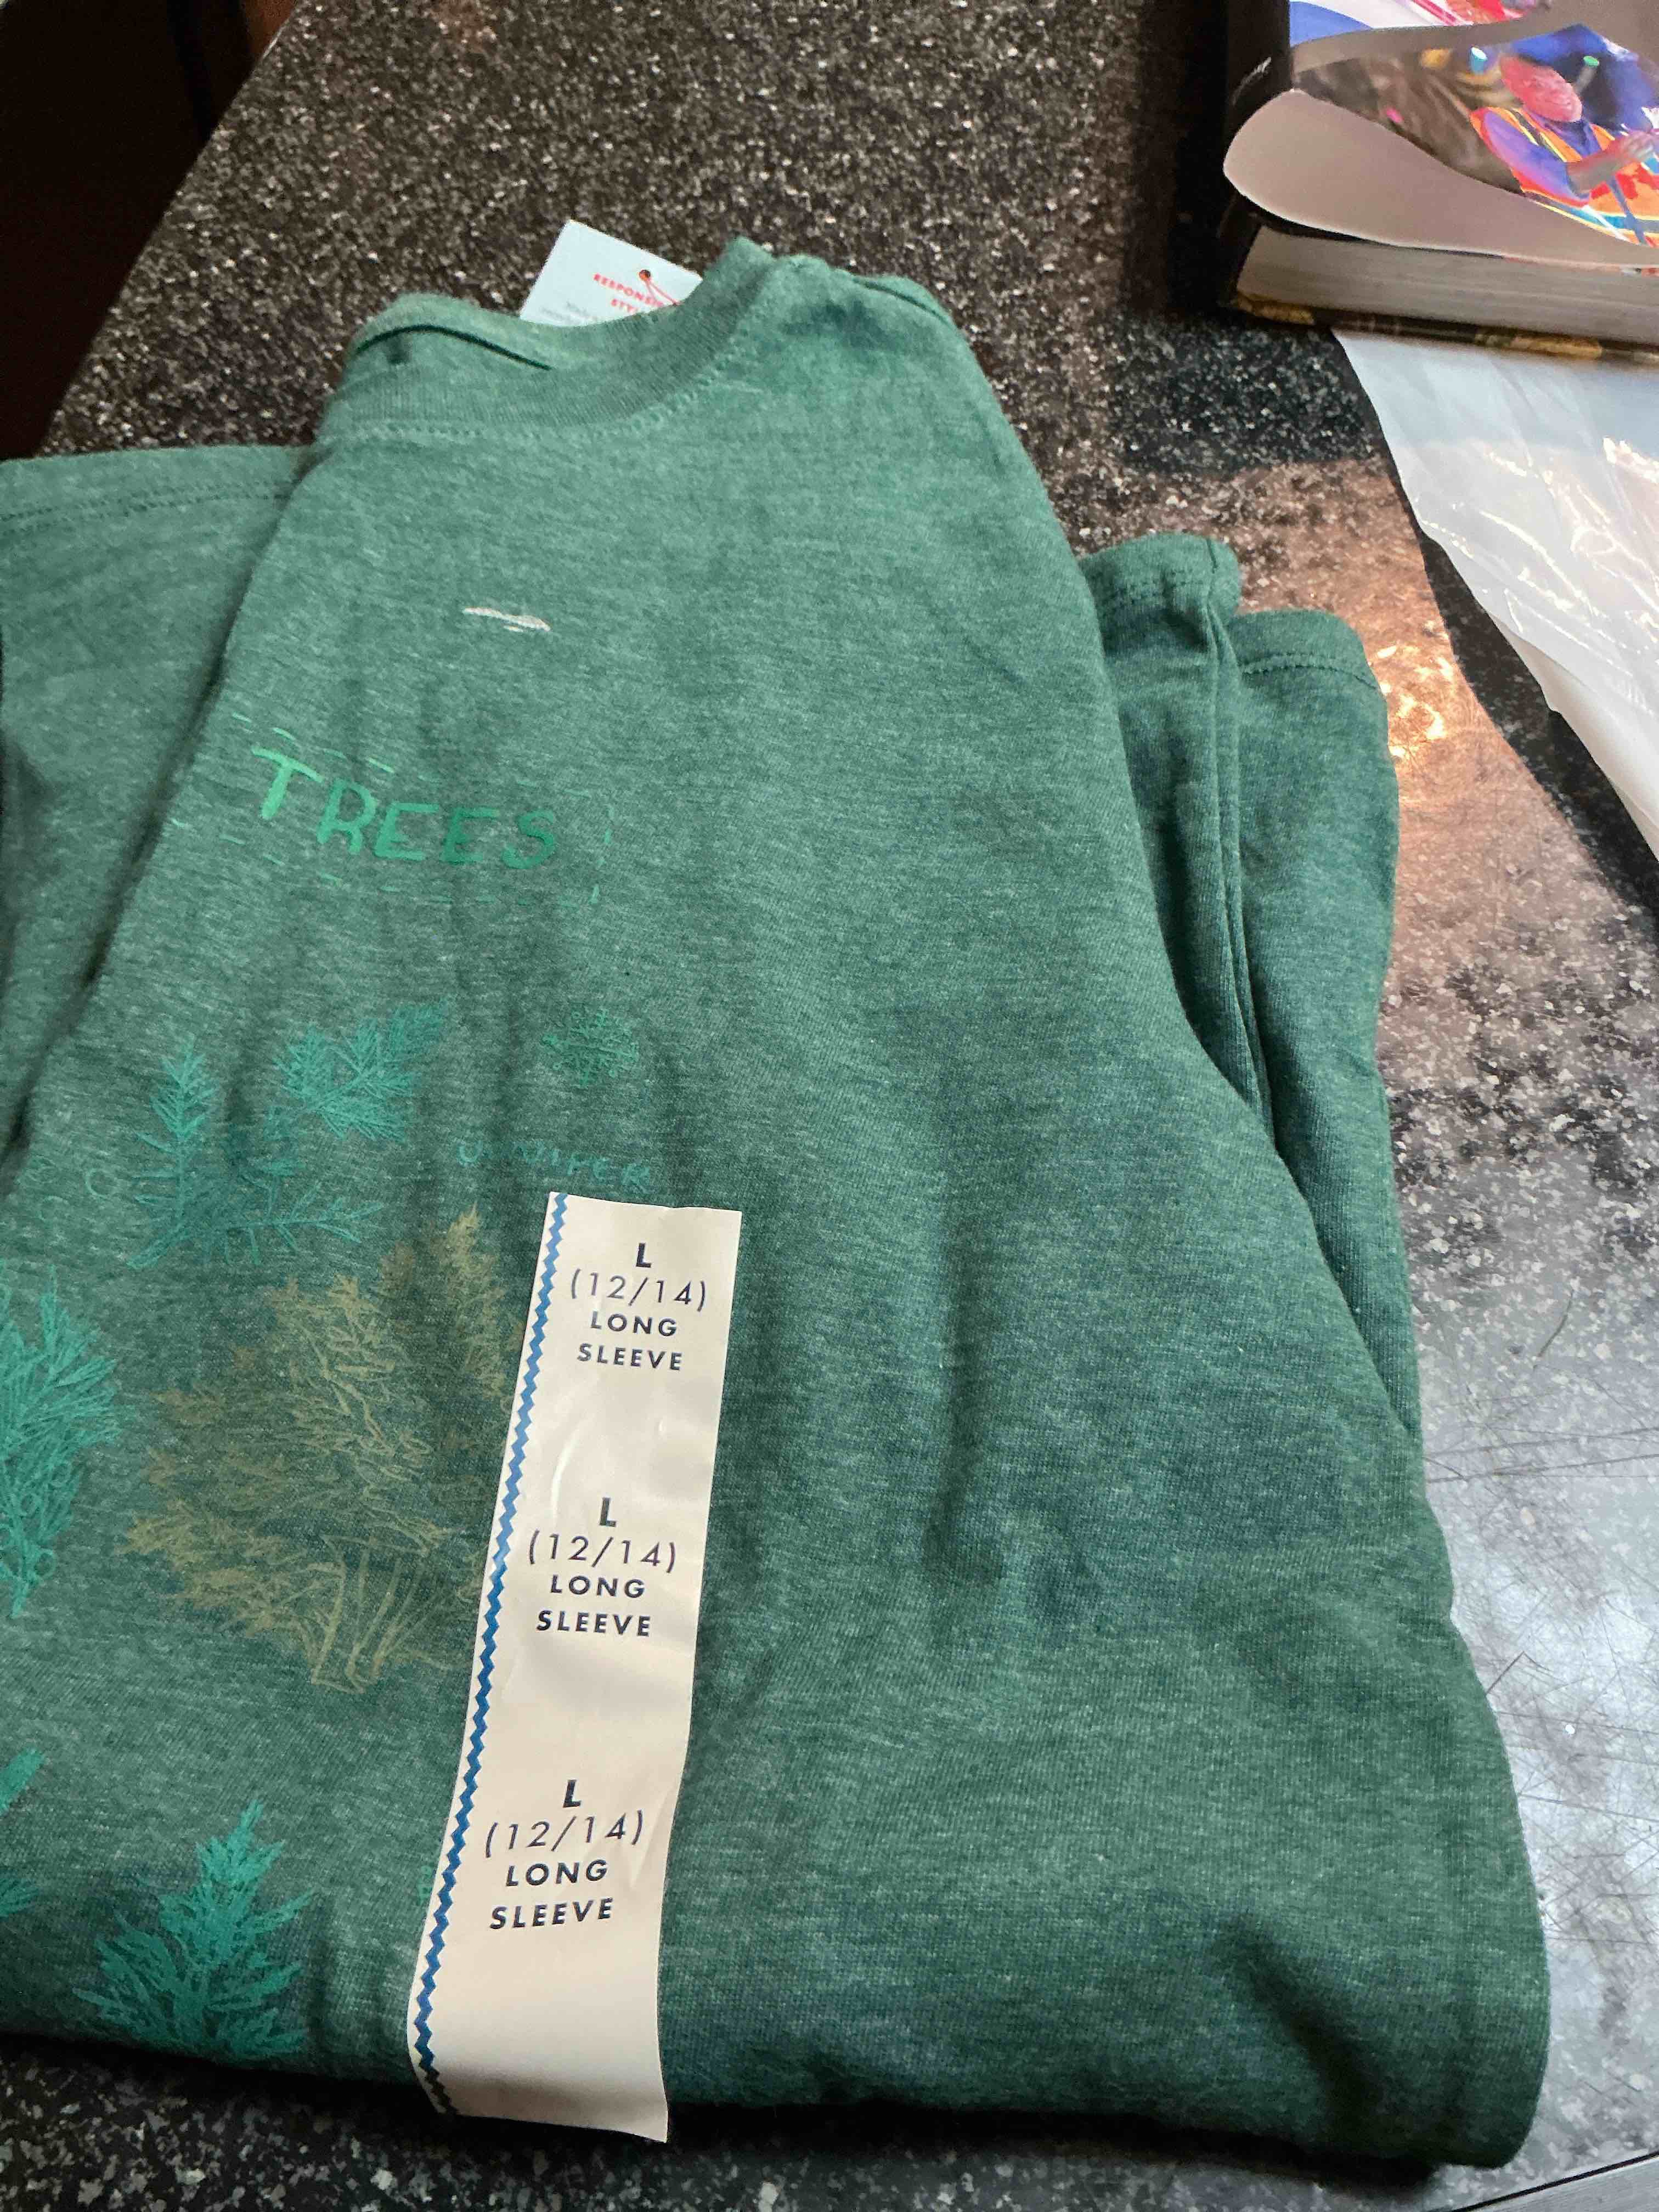 TREES
L
(12/14)
LONG
SLEEVE
L
(12/14)
LONG
SLEEVE
L
(12/14)
LONG
SLEEVE